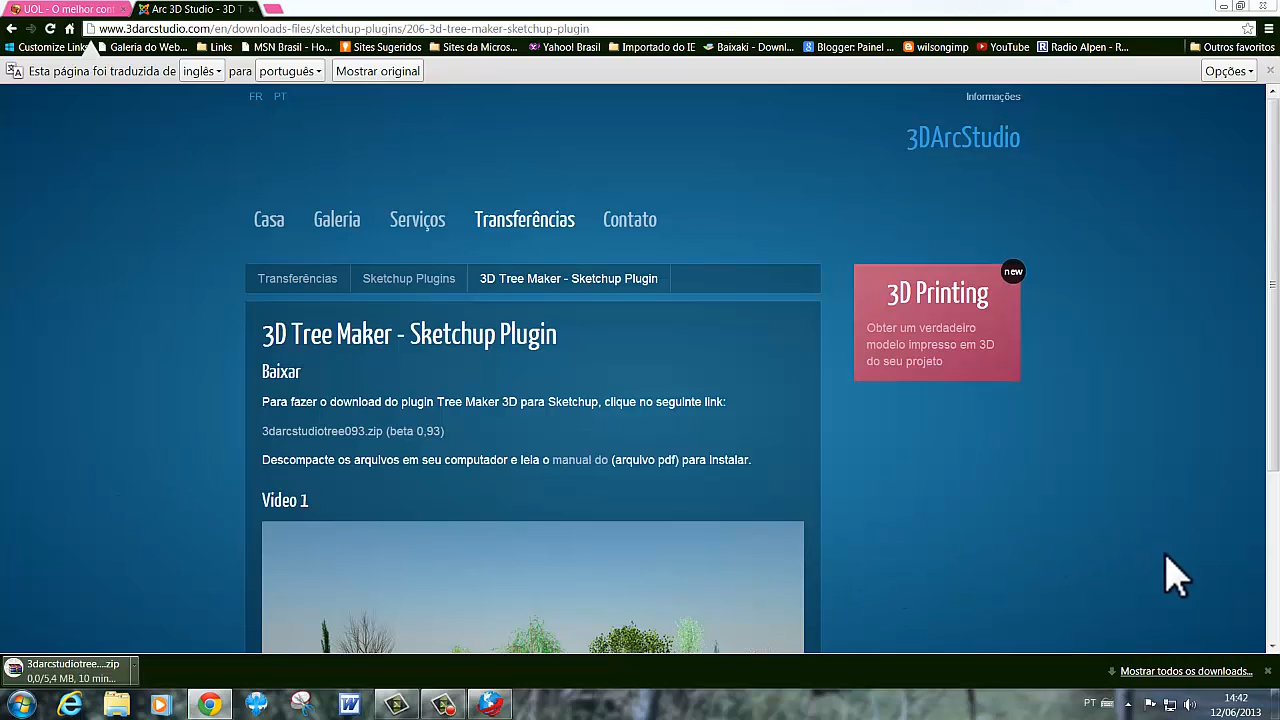 UOL - O melhor con
Arc 3D Studio - 3D T
www.3darcstudio.com/en/downloads-files/sketchup-plugins/206-3d-tree-maker-sketchup-plugin
Customize Link
Galeria do Web...
Links
MSN Brasil - Ho...
Sites Sugeridos
Sites da Micros...
Yahoo! Brasil
Importado do IE
Baixaki - Downl...
Blogger: Painel ...
wilsongimp
YouTube
Radio Alpen - R...
Outros favoritos
Esta página foi traduzida de inglês para português Mostrar original Opções
FR PT Informações
3DArcStudio
Casa Galeria Serviços Transferências Contato
Transferências Sketchup Plugins 3D Tree Maker - Sketchup Plugin
new
3D Printing
Obter um verdadeiro
modelo impresso em 3D
do seu projeto
3D Tree Maker - Sketchup Plugin
Baixar
Para fazer o download do plugin Tree Maker 3D para Sketchup, clique no seguinte link:
3darcstudiotree093.zip (beta 0,93)
Descompacte os arquivos em seu computador e leia o manual do (arquivo pdf) para instalar.
Video 1
3darcstudiotree....zip
0,0/5,4 MB, 10 min...
Mostrar todos os downloads...
PT
14:42
12/06/2013